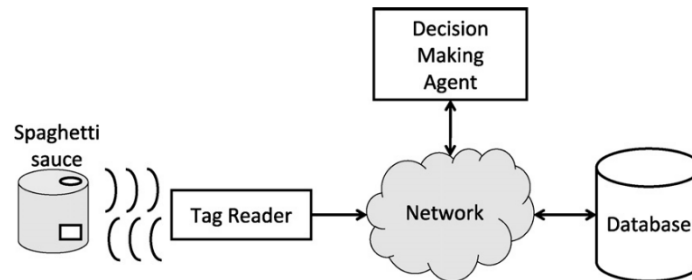 Decision
Making
Agent
Spaghetti
sauce
Tag Reader
Network
Database